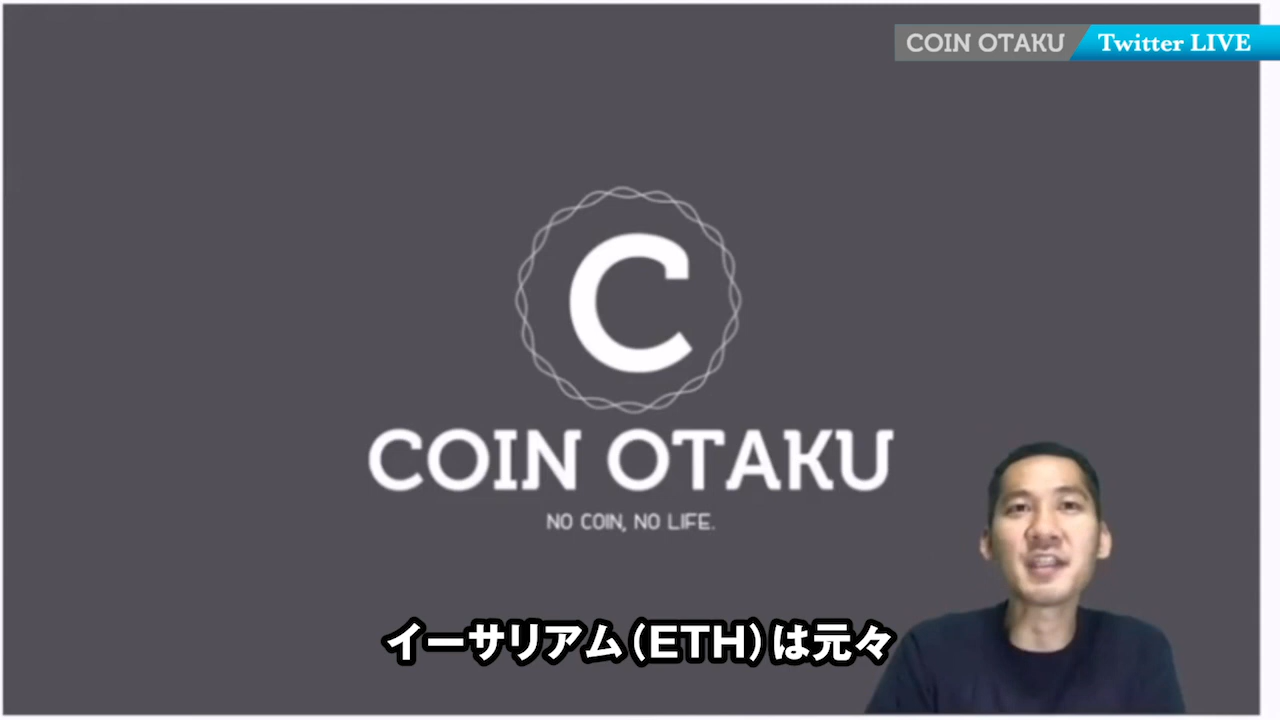 COIN OTAKU Twitter LIVE
C
COIN OTAKU
NO COIN, NO LIFE.
イーサリアム(ETH)は元々